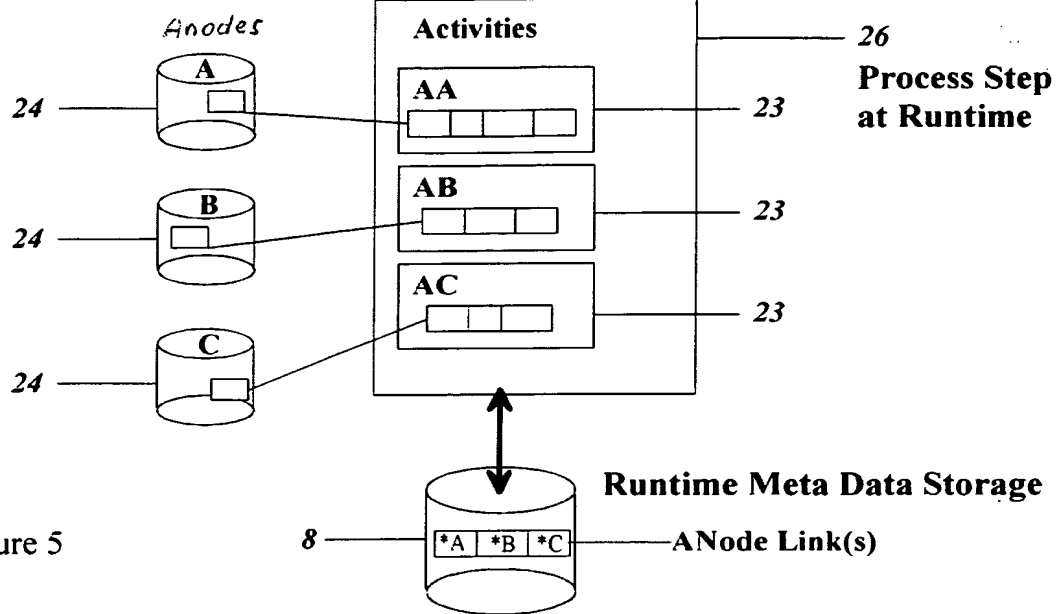 Anodes
Activities
26
Process Step
at Runtime
A
24
AA
23
B
24
AB
23
C
24
AC
23
Runtime Meta Data Storage
ure 5
8
*A *B *C
ANode Link(s)